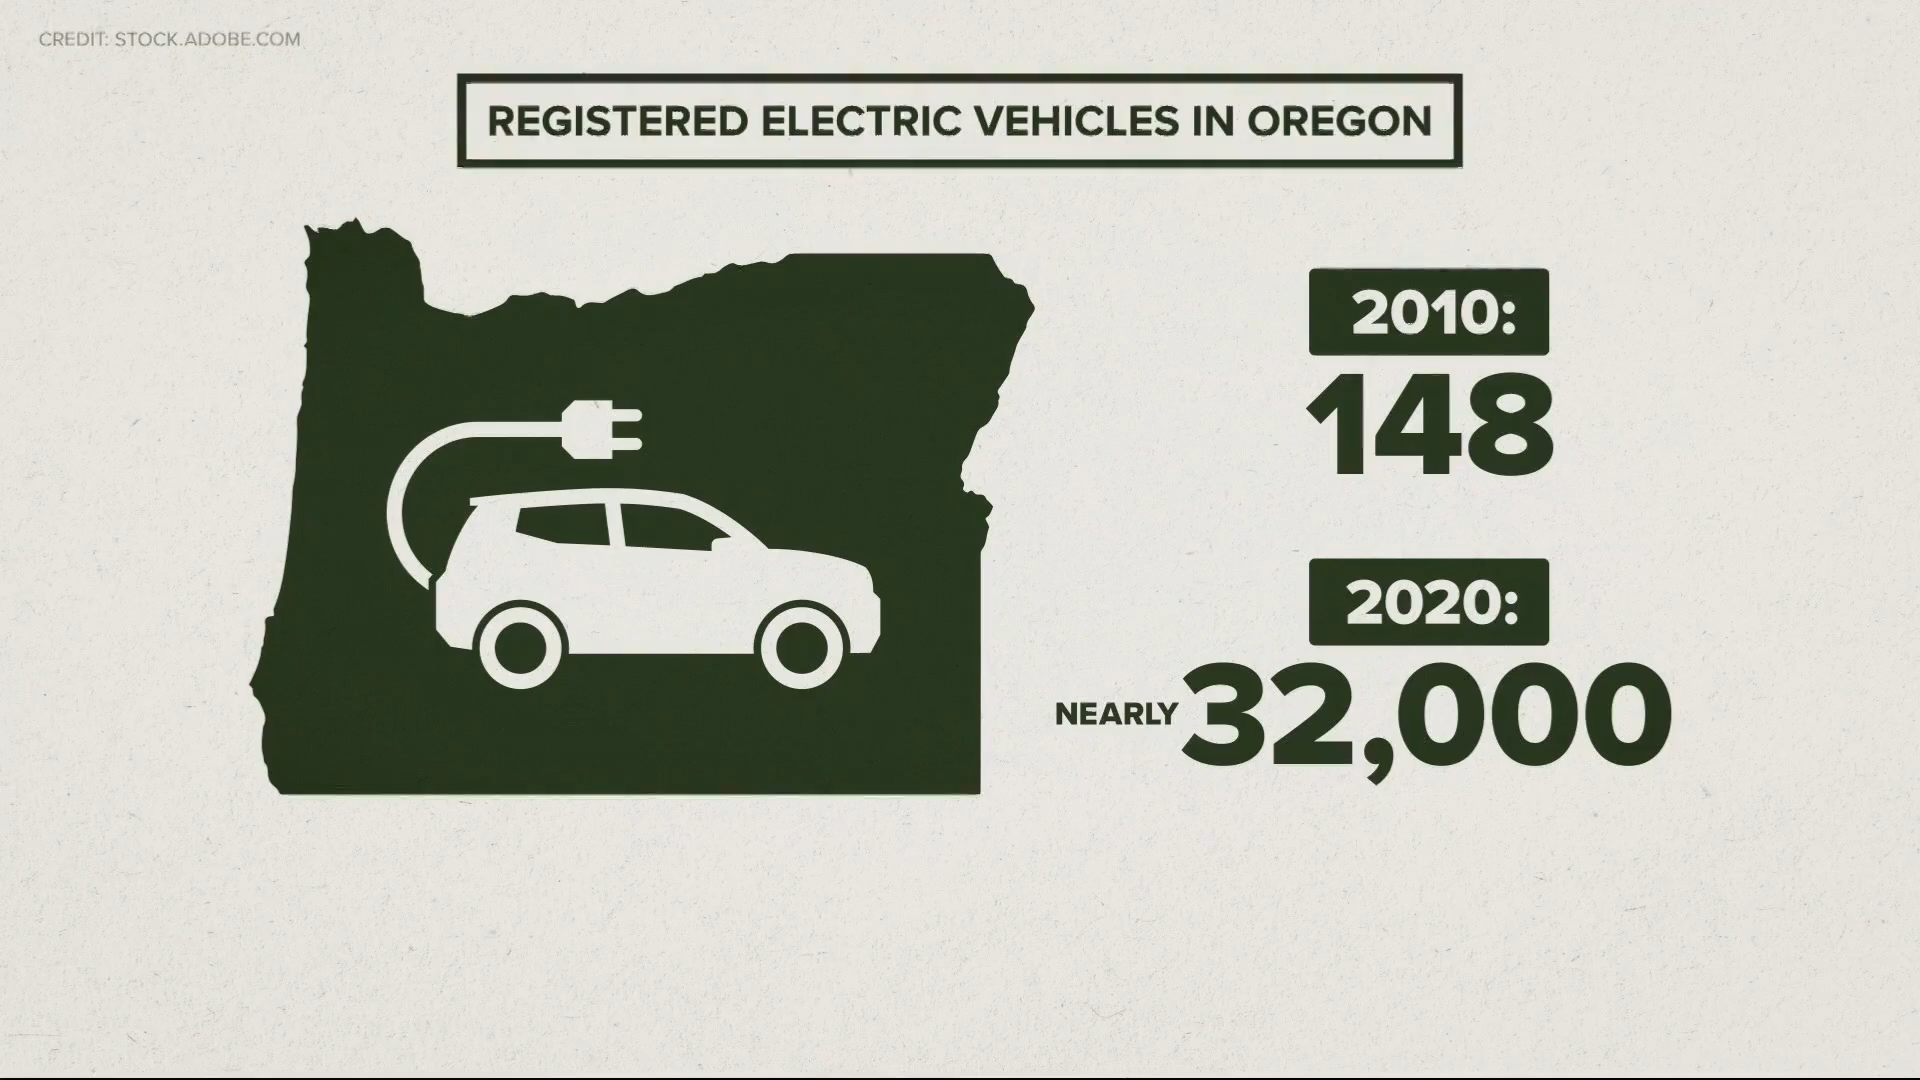 CREDIT: STOCK.ADOBE.COM
REGISTERED ELECTRIC VEHICLES IN OREGON
2010:
148
2020:
NEARLY 32,000